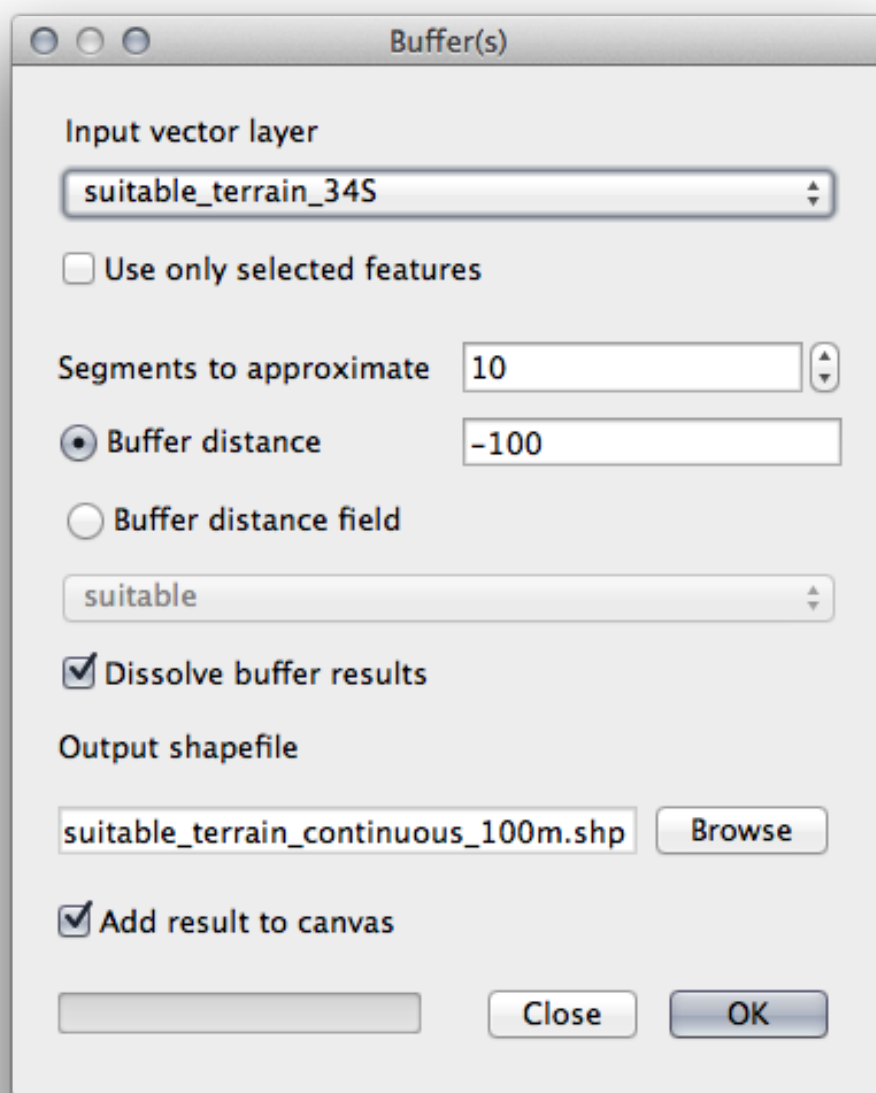 Buffer(s)
Input vector layer
suitable_terrain_34S
Use only selected features
Segments to approximate 10
Buffer distance -100
Buffer distance field
suitable
Dissolve buffer results
Output shapefile
suitable_terrain_continuous_100m.shp Browse
Add result to canvas
Close OK